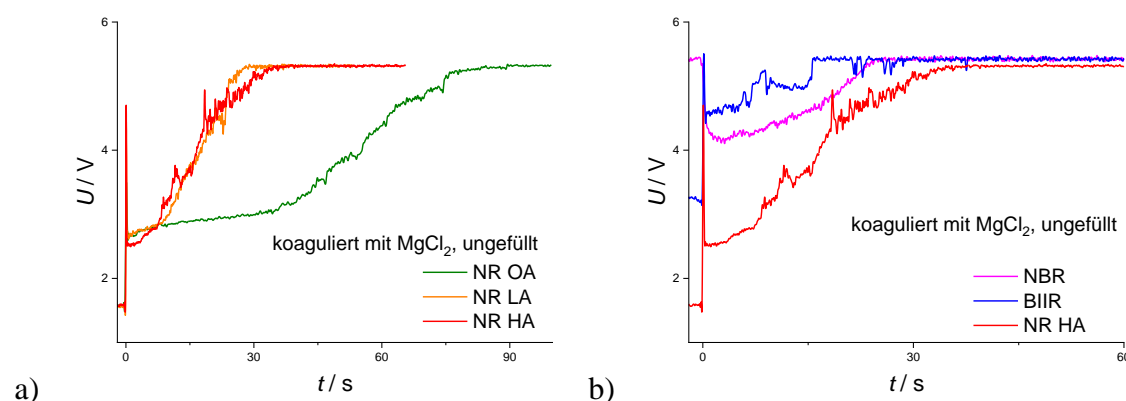 6
4
2
U / V
koaguliert mit MgCl₂, ungefüllt
NR OA
NR LA
NR HA
0
30
60
90
t / s
a)
6
4
2
U / V
koaguliert mit MgCl₂, ungefüllt
NBR
BIIR
NR HA
0
30
60
t / s
b)